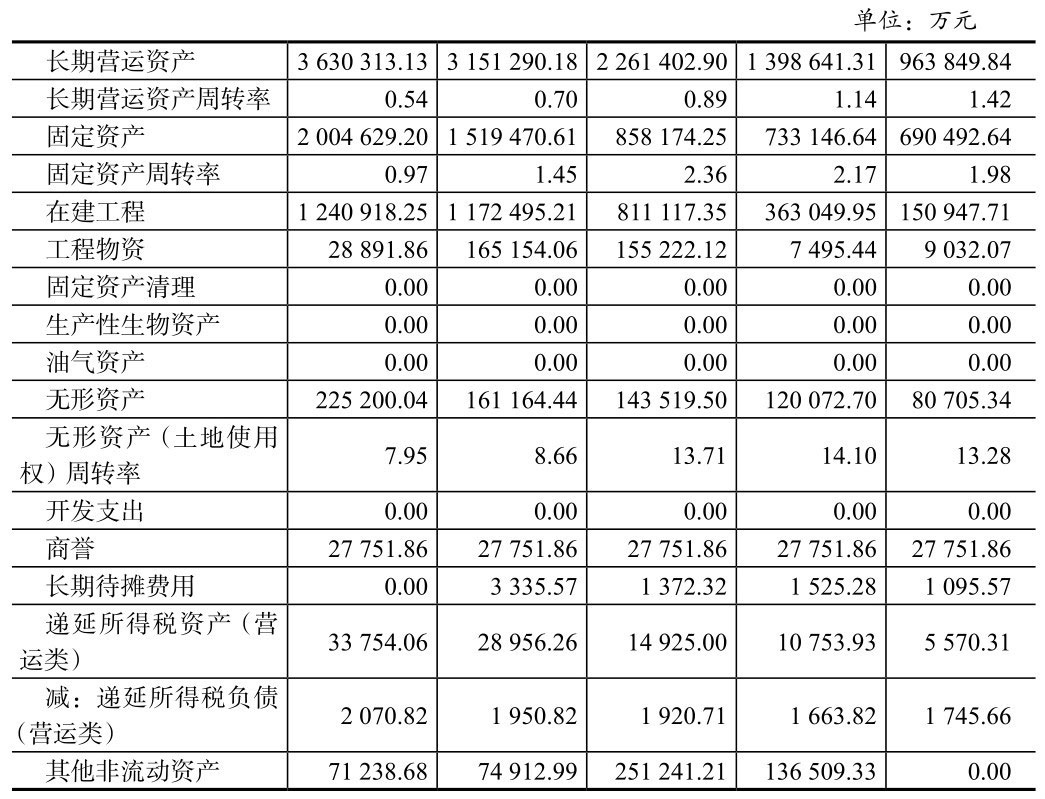 单位：万元
长期营运资产 3 630 313.13 3 151 290.18 2 261 402.90 1 398 641.31 963 849.84
长期营运资产周转率 0.54 0.70 0.89 1.14 1.42
固定资产 2 004 629.20 1 519 470.61 858 174.25 733 146.64 690 492.64
固定资产周转率 0.97 1.45 2.36 2.17 1.98
在建工程 1 240 918.25 1 172 495.21 811 117.35 363 049.95 150 947.71
工程物资 28 891.86 165 154.06 155 222.12 7 495.44 9 032.07
固定资产清理 0.00 0.00 0.00 0.00 0.00
生产性生物资产 0.00 0.00 0.00 0.00 0.00
油气资产 0.00 0.00 0.00 0.00 0.00
无形资产 225 200.04 161 164.44 143 519.50 120 072.70 80 705.34
无形资产（土地使用
权）周转率 7.95 8.66 13.71 14.10 13.28
开发支出 0.00 0.00 0.00 0.00 0.00
商誉 27 751.86 27 751.86 27 751.86 27 751.86 27 751.86
长期待摊费用 0.00 3 335.57 1 372.32 1 525.28 1 095.57
递延所得税资产（营
运类） 33 754.06 28 956.26 14 925.00 10 753.93 5 570.31
减：递延所得税负债
（营运类） 2 070.82 1 950.82 1 920.71 1 663.82 1 745.66
其他非流动资产 71 238.68 74 912.99 251 241.21 136 509.33 0.00